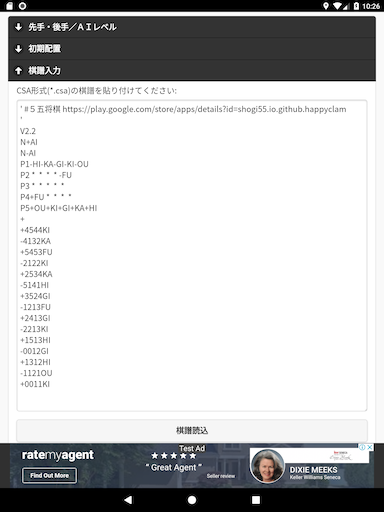 10:26
先手・後手／ＡＩレベル
初期配置
棋譜入力
CSA形式(*.csa)の棋譜を貼り付けてください:
' #５五将棋 https://play.google.com/store/apps/details?id=shogi55.io.github.happyclam
'
V2.2
N+AI
N-AI
P1-HI-KA-GI-KI-OU
P2 * * * * -FU
P3 * * * * *
P4+FU * * * *
P5+OU+KI+GI+KA+HI
+
+4544KI
-4132KA
+5453FU
-2122KI
+2534KA
-5141HI
+3524GI
-1213FU
+2413GI
-2213KI
+1513HI
-0012GI
+1312HI
-1121OU
+0011KI
棋譜読込
Test Ad
ratemyagent
Find Out More
" Great Agent "
Seller review
DIXIE MEEKS
Keller Williams Seneca